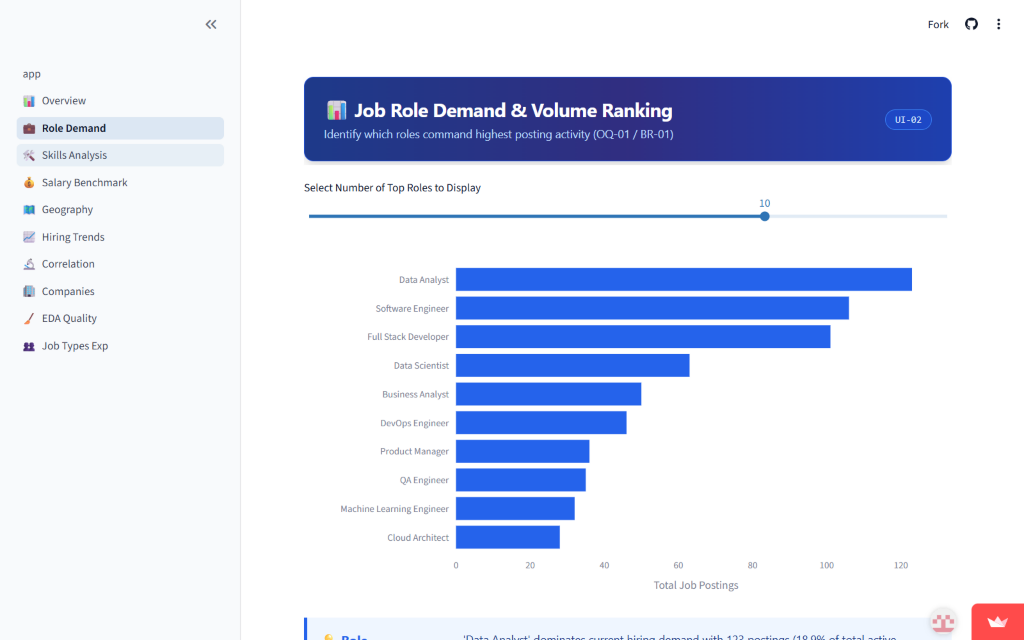 Fork
app
Overview
Role Demand
Skills Analysis
Salary Benchmark
Geography
Hiring Trends
Correlation
Companies
EDA Quality
Job Types Exp
Job Role Demand & Volume Ranking
Identify which roles command highest posting activity (OQ-01 / BR-01)
UI-02
Select Number of Top Roles to Display
10
Data Analyst
Software Engineer
Full Stack Developer
Data Scientist
Business Analyst
DevOps Engineer
Product Manager
QA Engineer
Machine Learning Engineer
Cloud Architect
0 20 40 60 80 100 120
Total Job Postings
Role
'Data Analyst' dominates current hiring demand with 123 postings (18.9% of total active